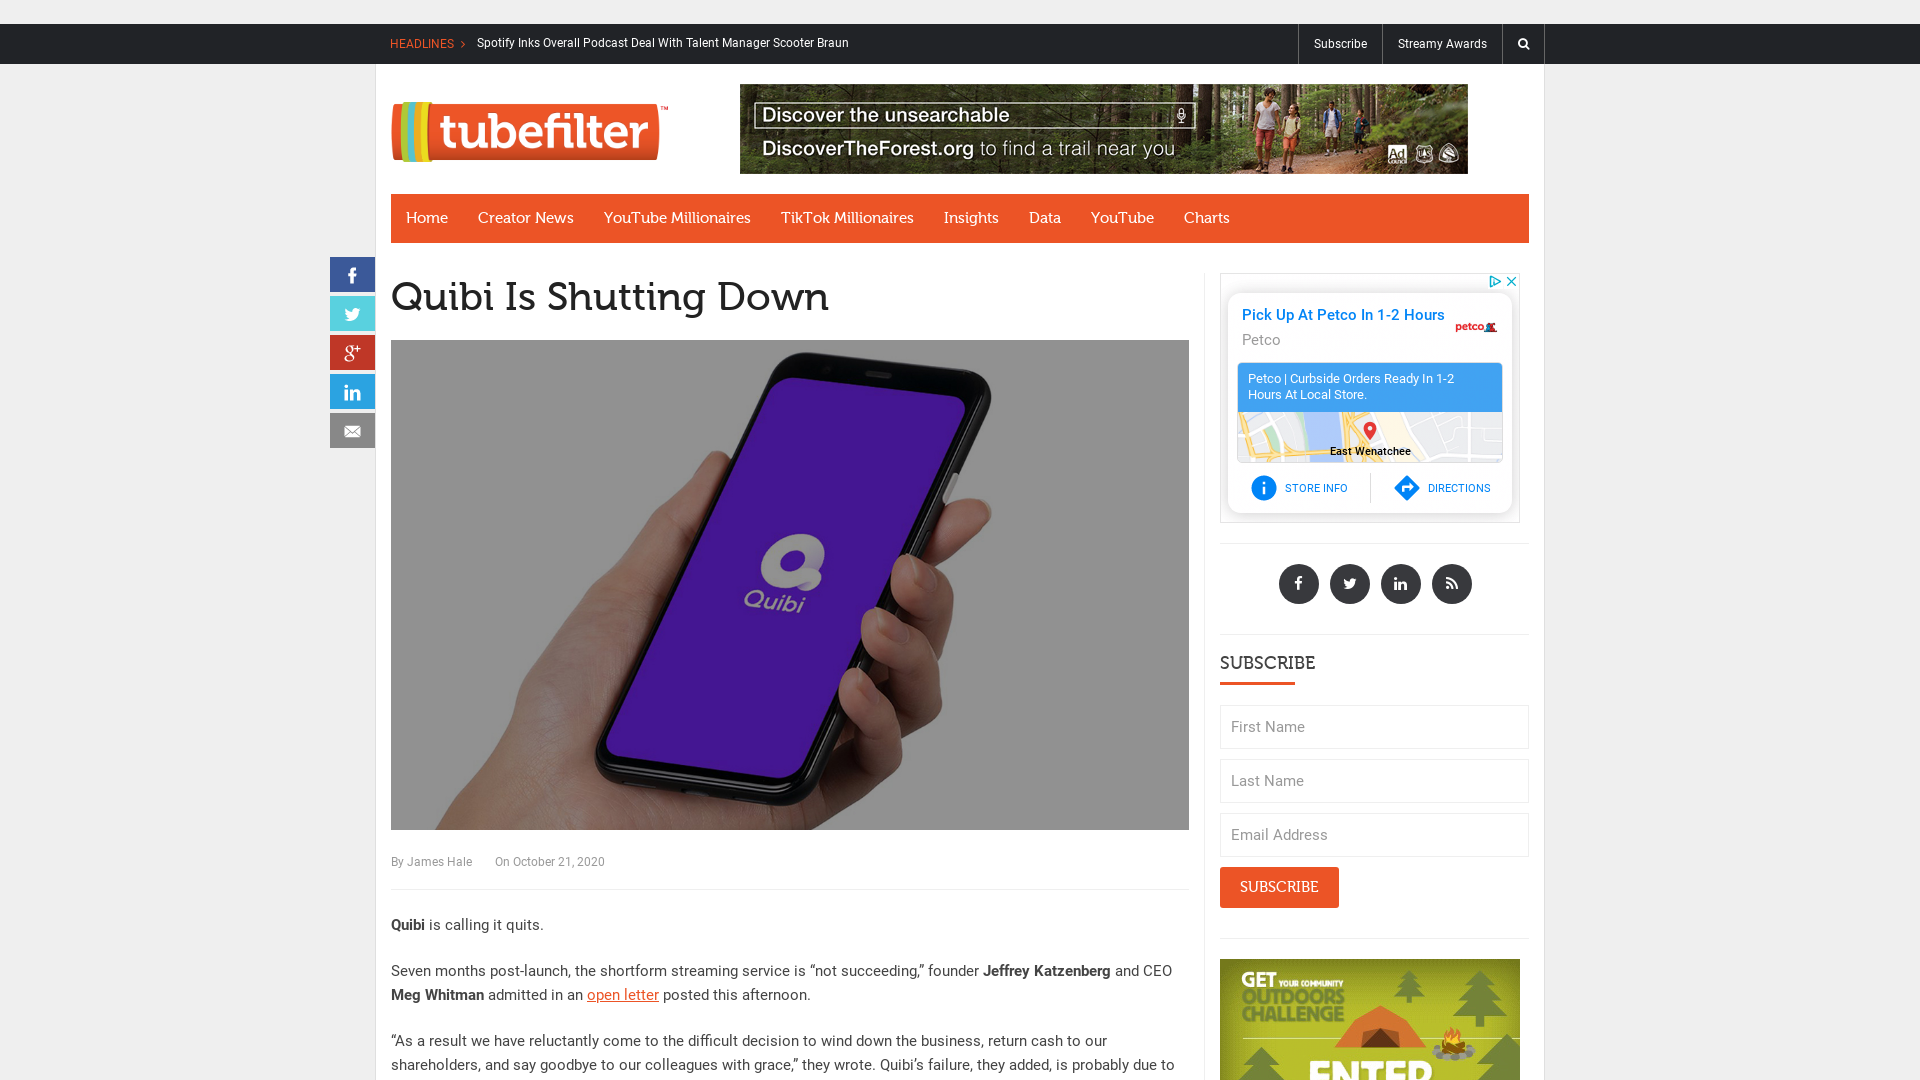 HEADLINES
Spotify Inks Overall Podcast Deal With Talent Manager Scooter Braun
Subscribe
Streamy Awards
tubefilter™
Discover the unsearchable
DiscoverTheForest.org to find a trail near you
Ad
Council
Home
Creator News
YouTube Millionaires
TikTok Millionaires
Insights
Data
YouTube
Charts
Quibi Is Shutting Down
Quibi
By James Hale
On October 21, 2020
Quibi is calling it quits.
Seven months post-launch, the shortform streaming service is “not succeeding,” founder Jeffrey Katzenberg and CEO
Meg Whitman admitted in an open letter posted this afternoon.
“As a result we have reluctantly come to the difficult decision to wind down the business, return cash to our
shareholders, and say goodbye to our colleagues with grace,” they wrote. Quibi’s failure, they added, is probably due to
Pick Up At Petco In 1-2 Hours
Petco
petco
Petco | Curbside Orders Ready In 1-2
Hours At Local Store.
East Wenatchee
STORE INFO
DIRECTIONS
SUBSCRIBE
First Name
Last Name
Email Address
SUBSCRIBE
GET YOUR COMMUNITY
OUTDOORS
CHALLENGE
ENTER